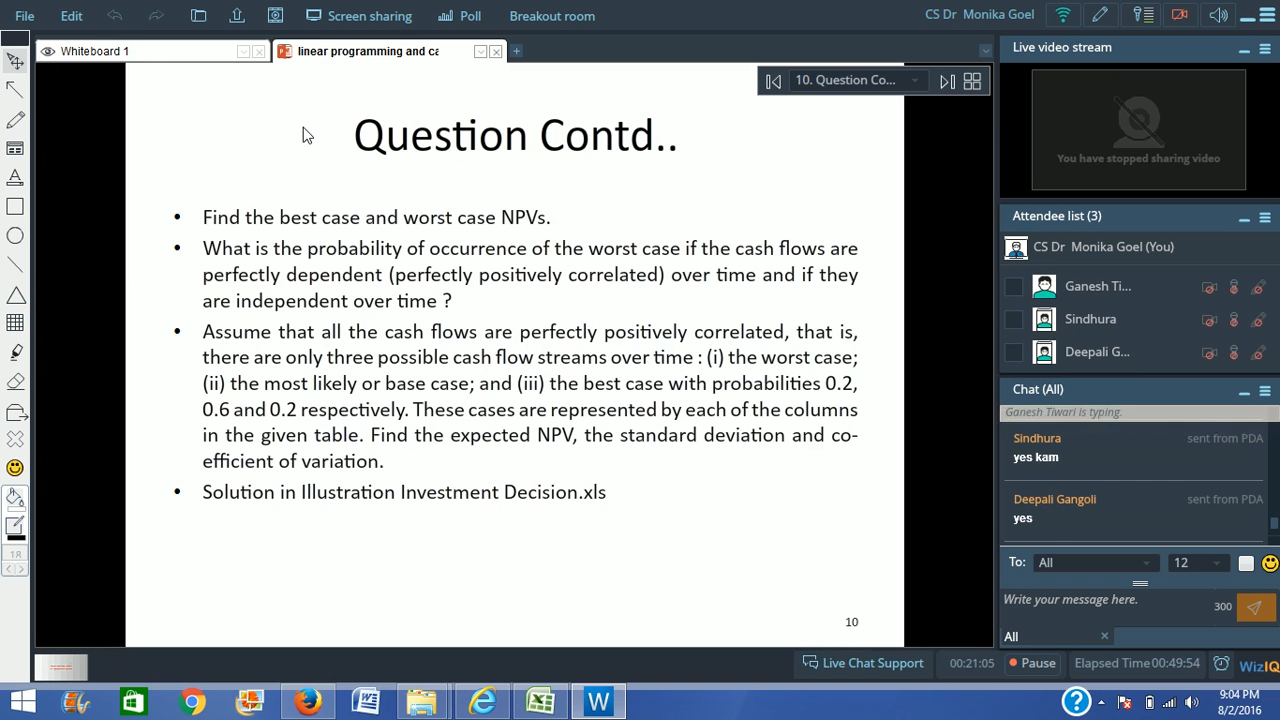 File Edit Screen sharing Poll Breakout room CS Dr Monika Goel
Whiteboard 1 linear programming and ca
10. Question Co...
Question Contd..
• Find the best case and worst case NPVs.
• What is the probability of occurrence of the worst case if the cash flows are
perfectly dependent (perfectly positively correlated) over time and if they
are independent over time ?
• Assume that all the cash flows are perfectly positively correlated, that is,
there are only three possible cash flow streams over time : (i) the worst case;
(ii) the most likely or base case; and (iii) the best case with probabilities 0.2,
0.6 and 0.2 respectively. These cases are represented by each of the columns
in the given table. Find the expected NPV, the standard deviation and co-
efficient of variation.
• Solution in Illustration Investment Decision.xls
10
Live video stream
You have stopped sharing video
Attendee list (3)
CS Dr Monika Goel (You)
Ganesh Ti...
Sindhura
Deepali G...
Chat (All)
Ganesh Tiwari is typing.
Sindhura sent from PDA
yes kam
Deepali Gangoli sent from PDA
yes
To: All 12
Write your message here. 300
All
Live Chat Support 00:21:05 Pause Elapsed Time 00:49:54 WizIQ
9:04 PM
8/2/2016